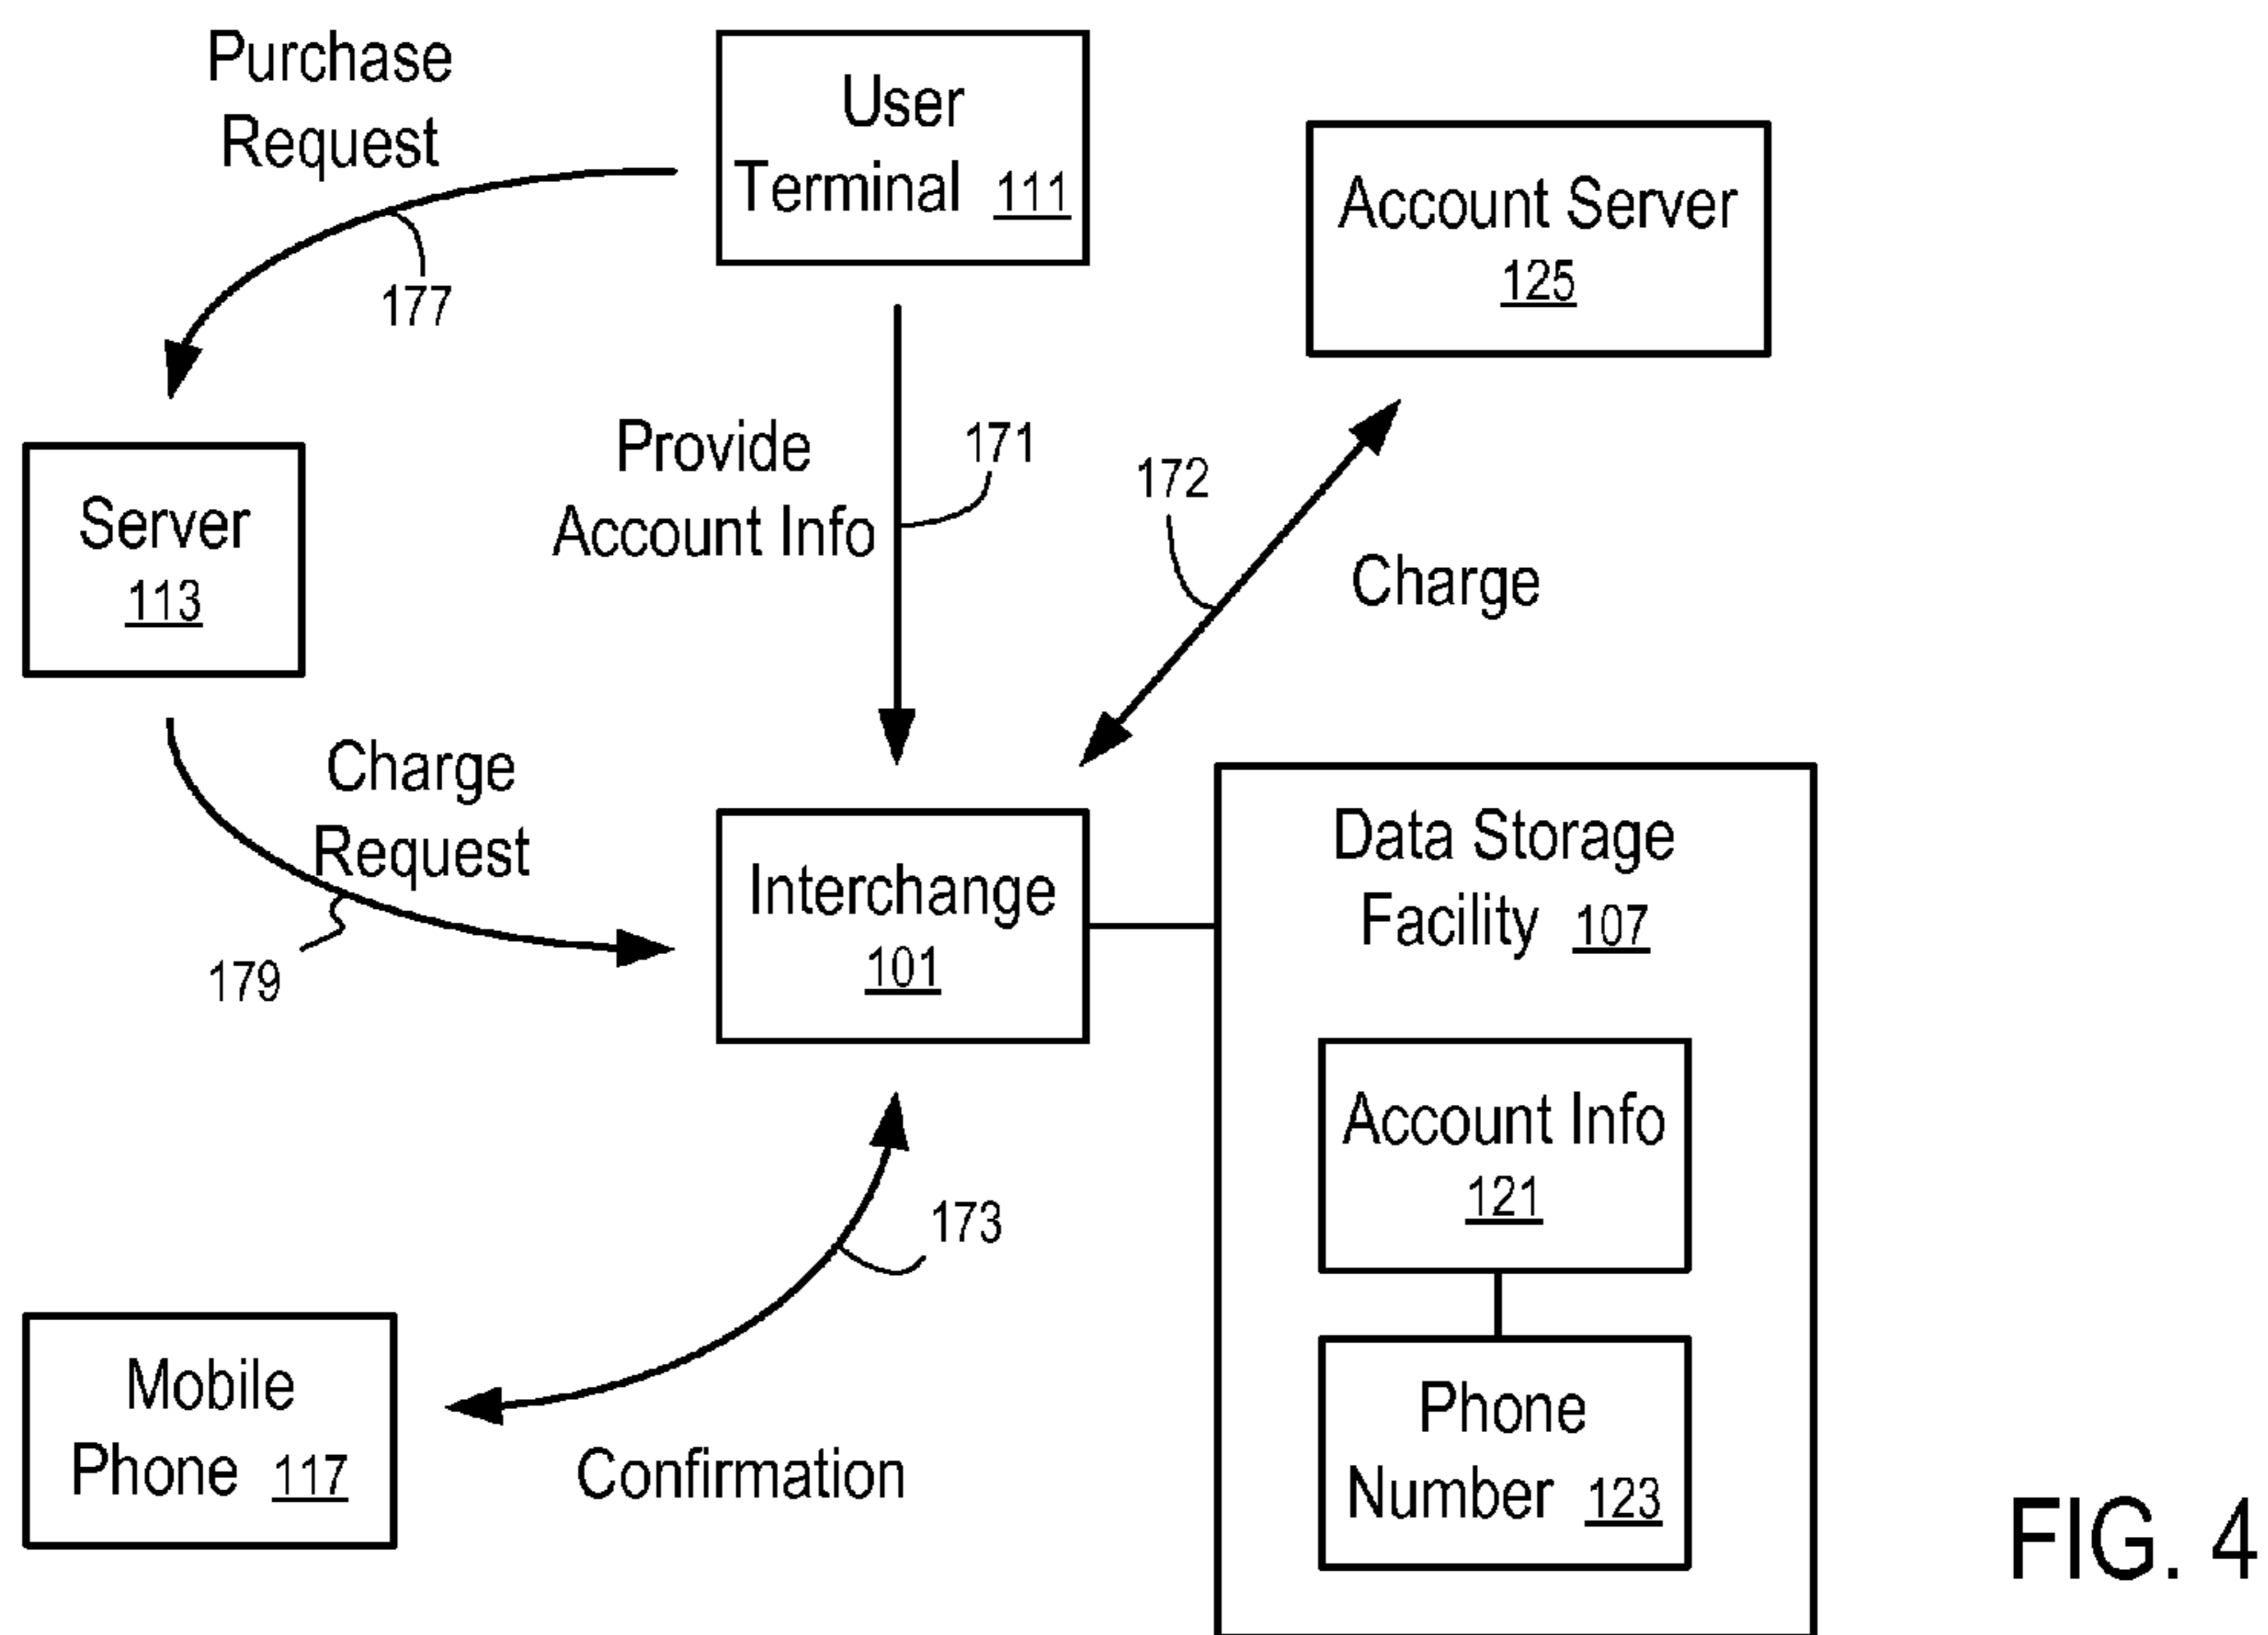 Purchase
Request
177
User
Terminal 111
Account Server
125
Server
113
Provide
Account Info
171
172
Charge
Charge
Request
179
Interchange
101
Data Storage
Facility 107
Account Info
121
Phone
Number 123
173
Mobile
Phone 117
Confirmation
FIG. 4